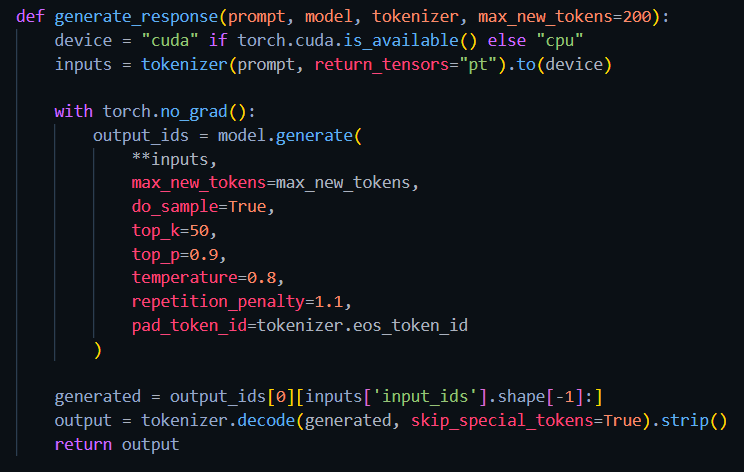 def generate_response(prompt, model, tokenizer, max_new_tokens=200):
    device = "cuda" if torch.cuda.is_available() else "cpu"
    inputs = tokenizer(prompt, return_tensors="pt").to(device)

    with torch.no_grad():
        output_ids = model.generate(
            **inputs,
            max_new_tokens=max_new_tokens,
            do_sample=True,
            top_k=50,
            top_p=0.9,
            temperature=0.8,
            repetition_penalty=1.1,
            pad_token_id=tokenizer.eos_token_id
        )

    generated = output_ids[0][inputs['input_ids'].shape[-1]:]
    output = tokenizer.decode(generated, skip_special_tokens=True).strip()
    return output